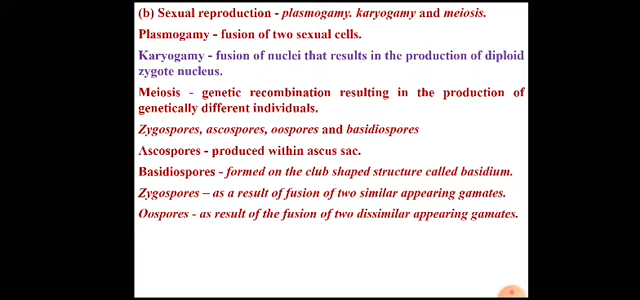 (b) Sexual reproduction - plasmogamy. karyogamy and meiosis.
Plasmogamy - fusion of two sexual cells.
Karyogamy - fusion of nuclei that results in the production of diploid
zygote nucleus.
Meiosis - genetic recombination resulting in the production of
genetically different individuals.
Zygospores, ascospores, oospores and basidiospores
Ascospores - produced within ascus sac.
Basidiospores - formed on the club shaped structure called basidium.
Zygospores – as a result of fusion of two similar appearing gamates.
Oospores - as result of the fusion of two dissimilar appearing gamates.